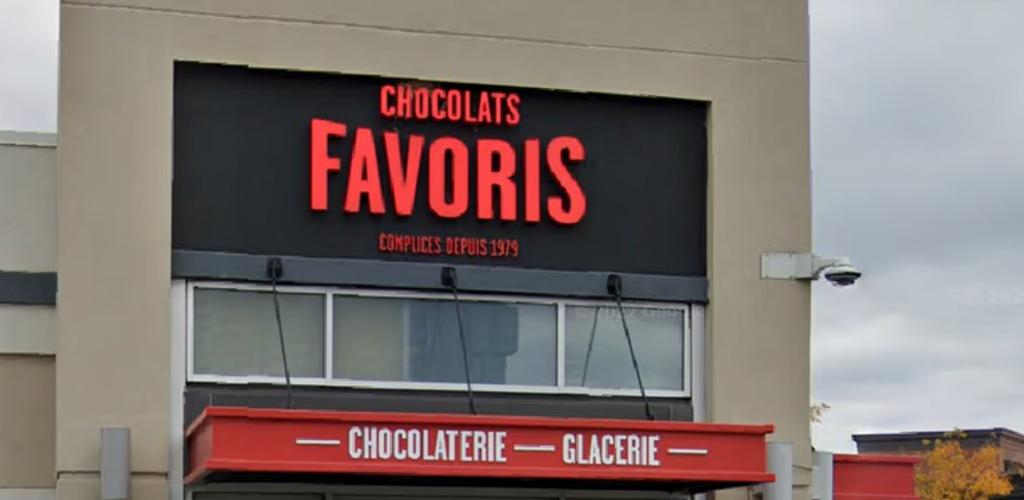 CHOCOLATS
FAVORIS
COMPLICES DEPUIS 1979
— CHOCOLATERIE — GLACERIE —